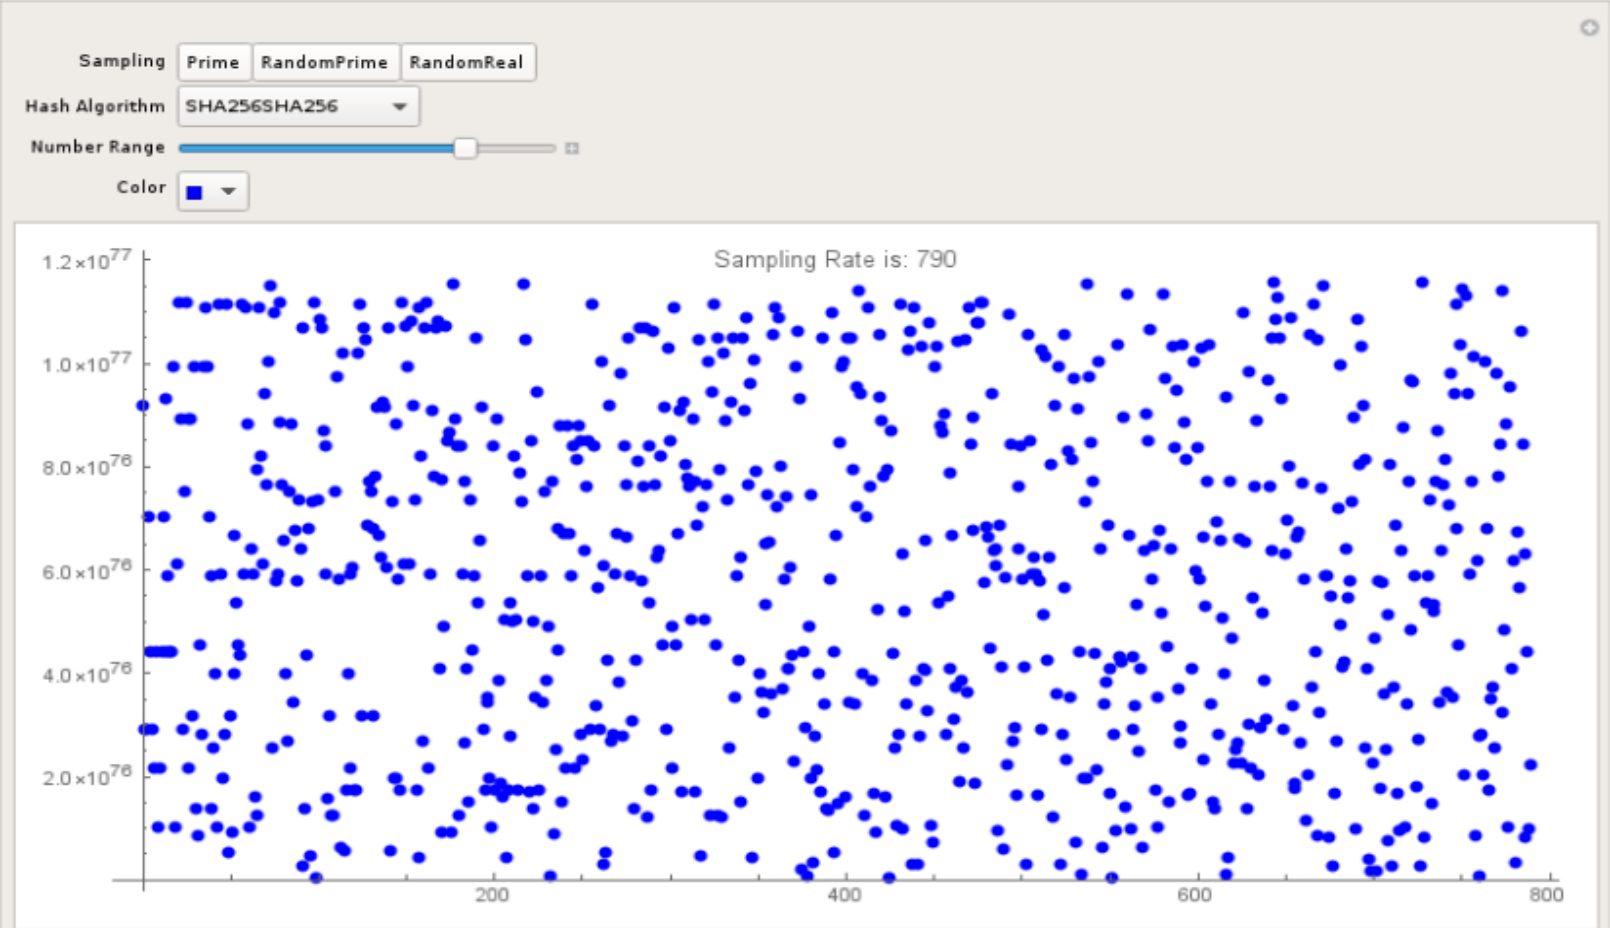 Sampling Prime RandomPrime RandomReal
Hash Algorithm SHA256SHA256
Number Range
Color
Sampling Rate is: 790
1.2×10^77
1.0×10^77
8.0×10^76
6.0×10^76
4.0×10^76
2.0×10^76
200 400 600 800